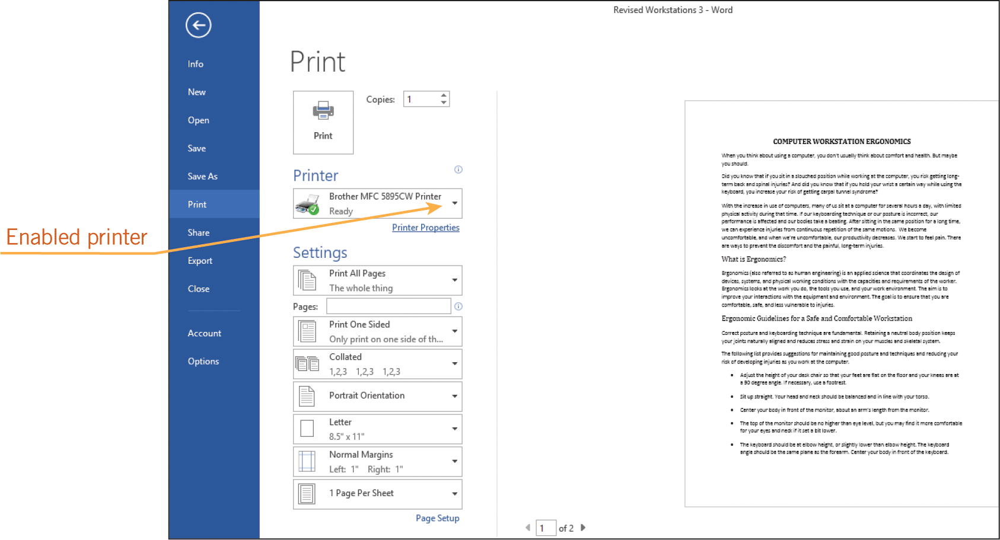 Revised Workstations 3 - Word
Info
New
Open
Save
Save As
Print
Share
Export
Close
Account
Options
Enabled printer
Print
Print
Copies: 1
Printer
Brother MFC 5895CW Printer
Ready
Printer Properties
Settings
Print All Pages
The whole thing
Pages:
Print One Sided
Only print on one side of th...
Collated
1,2,3 1,2,3 1,2,3
Portrait Orientation
Letter
8.5" x 11"
Normal Margins
Left: 1" Right: 1"
1 Page Per Sheet
Page Setup
COMPUTER WORKSTATION ERGONOMICS
When you think about using a computer, you don't usually think about comfort and health. But maybe
you should.
Did you know that if you sit in a slouched position while working at the computer, you risk getting long-
term back and spinal injuries? And did you know that if you hold your wrist a certain way while using the
keyboard, you increase your risk of getting carpal tunnel syndrome?
With the increase in use of computers, many of us sit at a computer for several hours a day, with limited
physical activity during that time. If our keyboarding technique or our posture is incorrect, our
performance is affected and our bodies take a beating. After sitting in the same position for a long time,
we can experience injuries from continuous repetition of the same motions. We become
uncomfortable, and when we're uncomfortable, our productivity decreases. We start to feel pain. There
are ways to prevent the discomfort and the painful, long-term injuries.
What is Ergonomics?
Ergonomics (also referred to as human engineering) is an applied science that coordinates the design of
devices, systems, and physical working conditions with the capacities and requirements of the worker.
Ergonomics looks at the work you do, the tools you use, and your work environment. The aim is to
improve your interactions with the equipment and environment. The goal is to ensure that you are
comfortable, safe, and less vulnerable to injuries.
Ergonomic Guidelines for a Safe and Comfortable Workstation
Correct posture and keyboarding technique are fundamental. Retaining a neutral body position keeps
your joints naturally aligned and reduces stress and strain on your muscles and skeletal system.
The following list provides suggestions for maintaining good posture and techniques and reducing your
risk of developing injuries as you work at the computer.
• Adjust the height of your desk chair so that your feet are flat on the floor and your knees are at
a 90 degree angle. If necessary, use a footrest.
• Sit up straight. Your head and neck should be balanced and in line with your torso.
• Center your body in front of the monitor, about an arm's length from the monitor.
• The top of the monitor should be no higher than eye level, but you may find it more comfortable
for your eyes and neck if it set a bit lower.
• The keyboard should be at elbow height, or slightly lower than elbow height. The keyboard
angle should be the same plane as the forearm. Center your body in front of the keyboard.
1 of 2